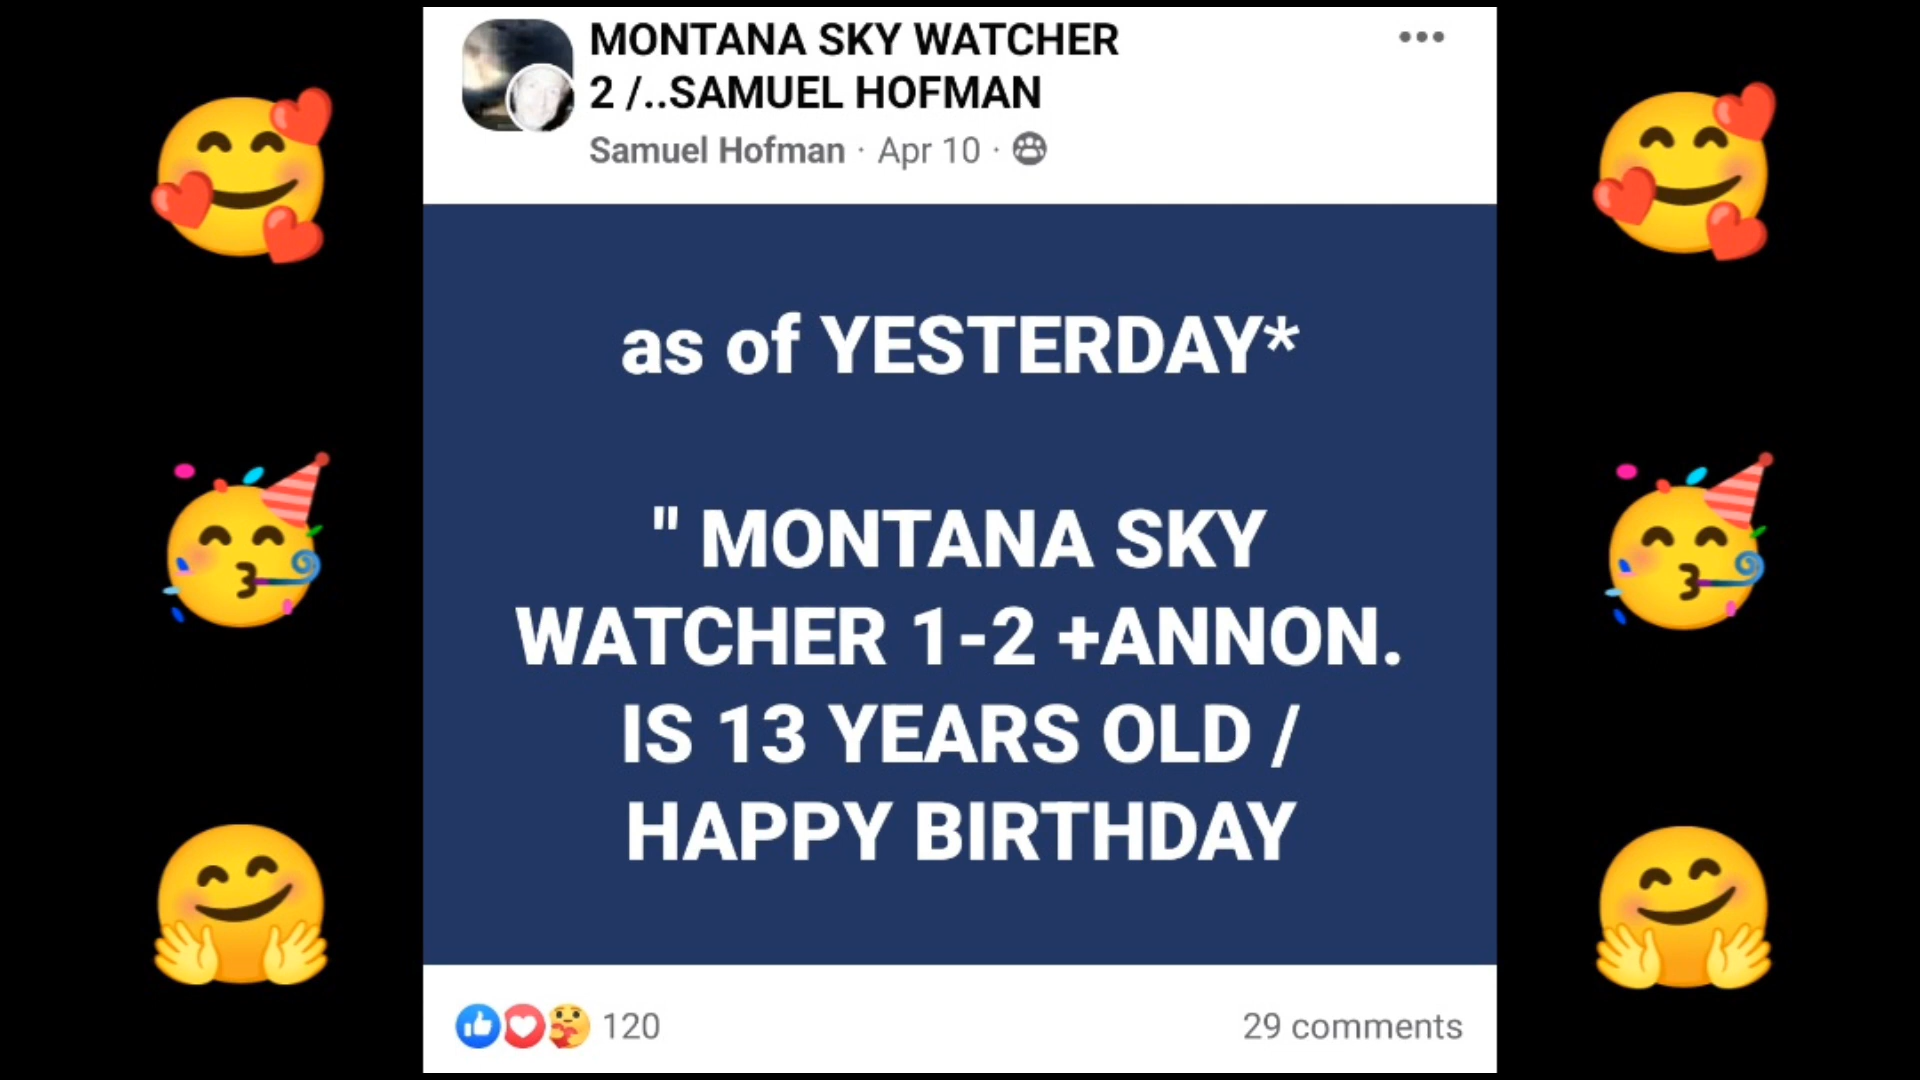 MONTANA SKY WATCHER
2 /..SAMUEL HOFMAN
Samuel Hofman · Apr 10 ·
as of YESTERDAY*
" MONTANA SKY
WATCHER 1-2 +ANNON.
IS 13 YEARS OLD /
HAPPY BIRTHDAY
120
29 comments